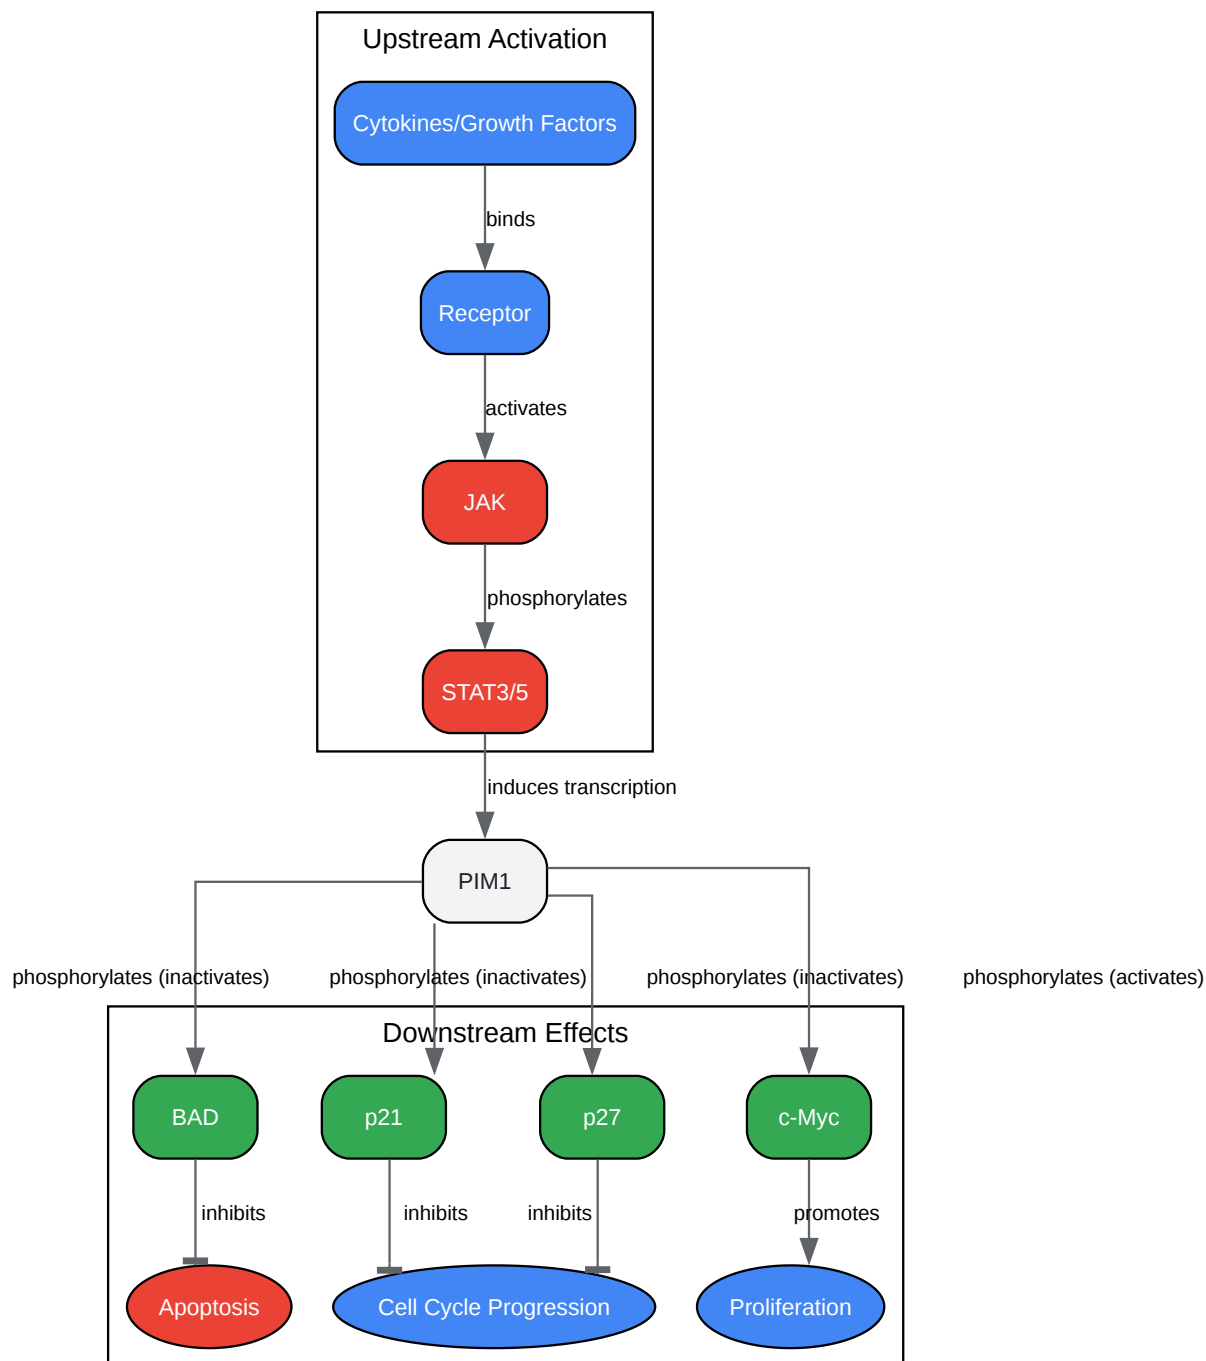 Upstream Activation
Cytokines/Growth Factors
binds
Receptor
activates
JAK
phosphorylates
STAT3/5
induces transcription
PIM1
phosphorylates (inactivates)
phosphorylates (inactivates)
phosphorylates (inactivates)
phosphorylates (activates)
Downstream Effects
BAD
p21
p27
c-Myc
inhibits
inhibits
inhibits
promotes
Apoptosis
Cell Cycle Progression
Proliferation